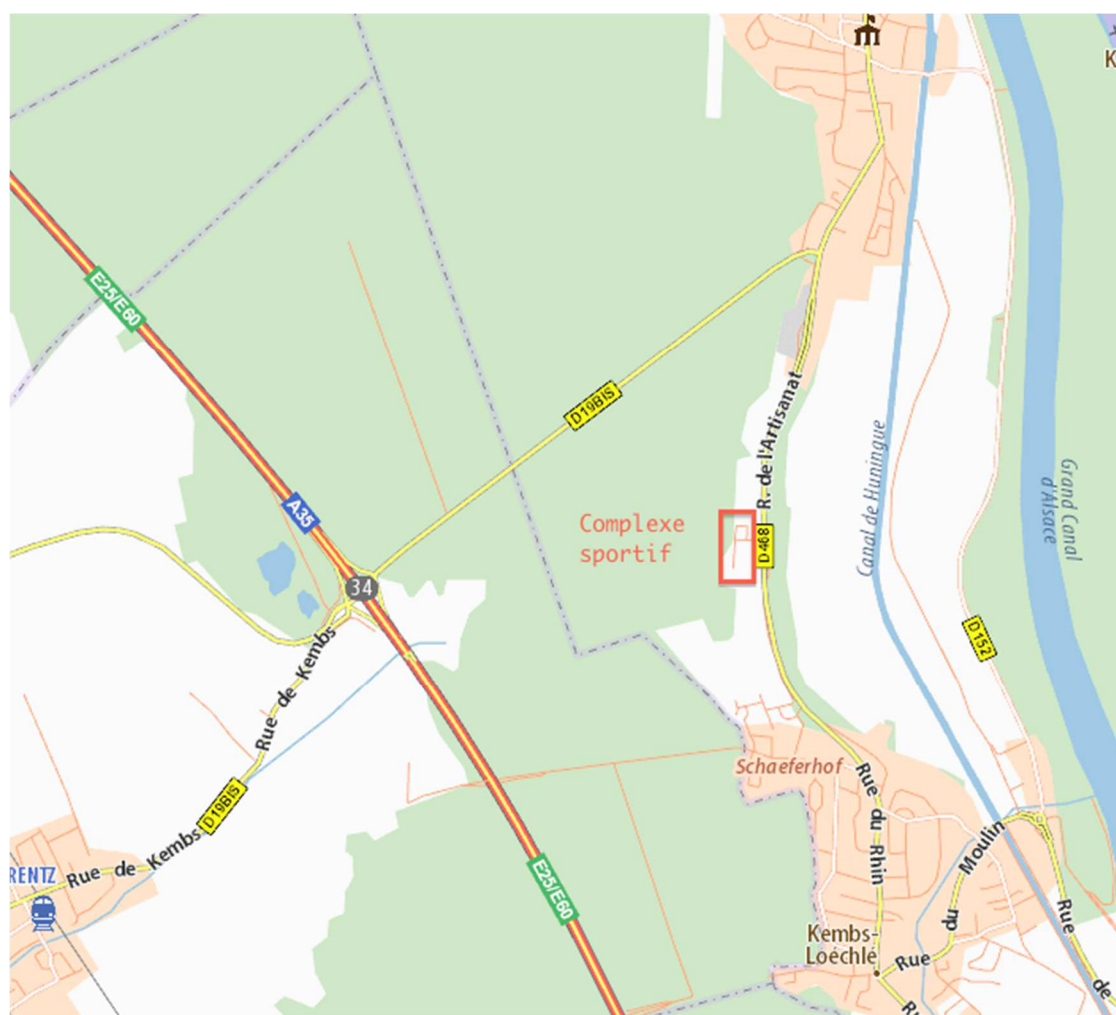 K
E25/E60
D19BIS
R. de l'Artisanat
A35
Complexe
sportif
D468
Canal de Huningue
Grand Canal
d'Alsace
34
D152
Rue de Kembs
Schaeferhof
D19BIS
Rue du Rhin
Rue de Kembs
Moulin
du
Rue
RENTZ
E25/E60
Kembs-
Loéchlé
Rue
de
Ru